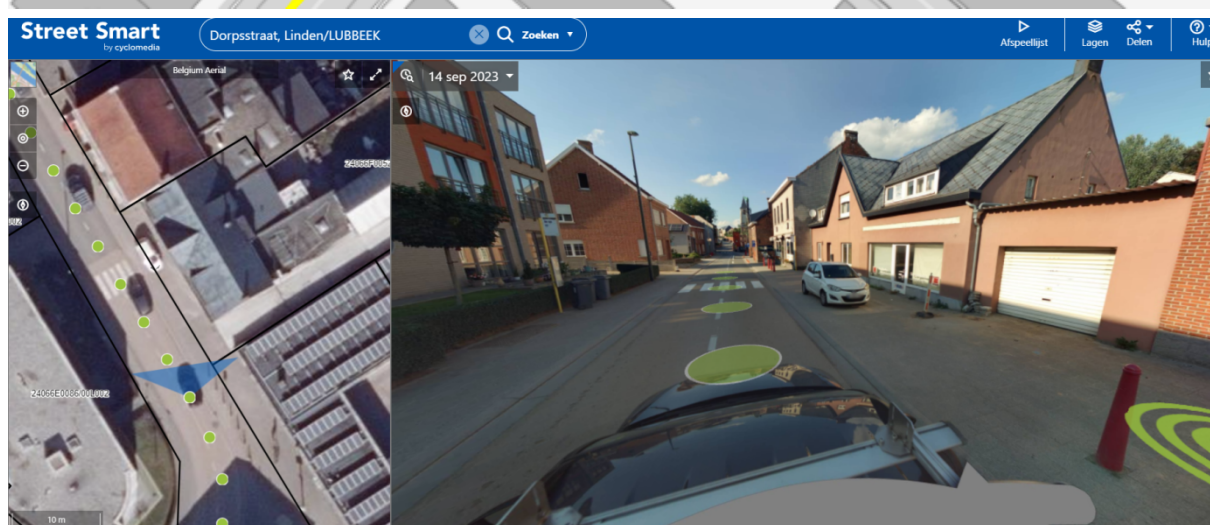 Street Smart
by cyclomedia
Dorpsstraat, Linden/LUBBEEK
Zoeken
Afspeellijst
Lagen
Delen
Hulp
Belgium Aerial
14 sep 2023
10 m